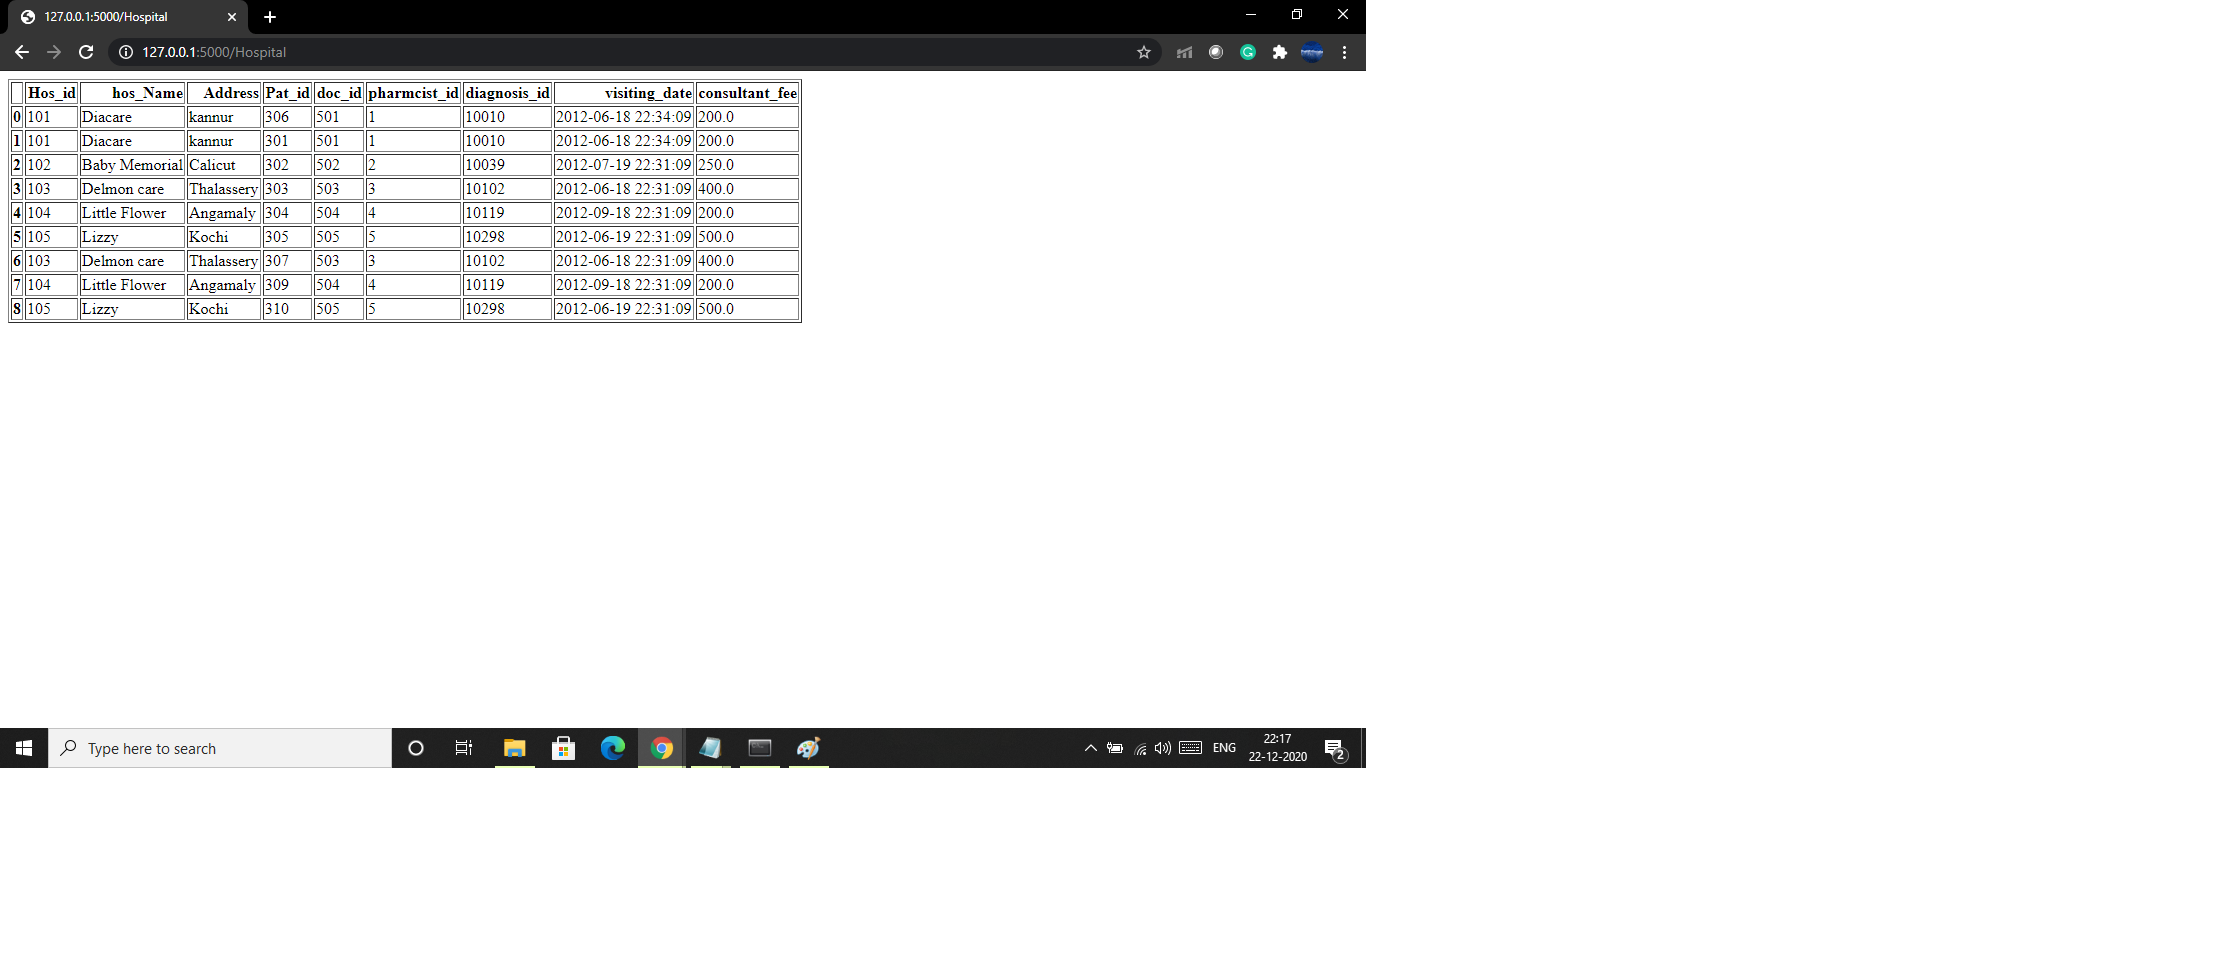 127.0.0.1:5000/Hospital
127.0.0.1:5000/Hospital
Hos_id hos_Name Address Pat_id doc_id pharmcist_id diagnosis_id visiting_date consultant_fee
0 101 Diacare kannur 306 501 1 10010 2012-06-18 22:34:09 200.0
1 101 Diacare kannur 301 501 1 10010 2012-06-18 22:34:09 200.0
2 102 Baby Memorial Calicut 302 502 2 10039 2012-07-19 22:31:09 250.0
3 103 Delmon care Thalassery 303 503 3 10102 2012-06-18 22:31:09 400.0
4 104 Little Flower Angamaly 304 504 4 10119 2012-09-18 22:31:09 200.0
5 105 Lizzy Kochi 305 505 5 10298 2012-06-19 22:31:09 500.0
6 103 Delmon care Thalassery 307 503 3 10102 2012-06-18 22:31:09 400.0
7 104 Little Flower Angamaly 309 504 4 10119 2012-09-18 22:31:09 200.0
8 105 Lizzy Kochi 310 505 5 10298 2012-06-19 22:31:09 500.0
Type here to search
ENG
22:17
22-12-2020
2